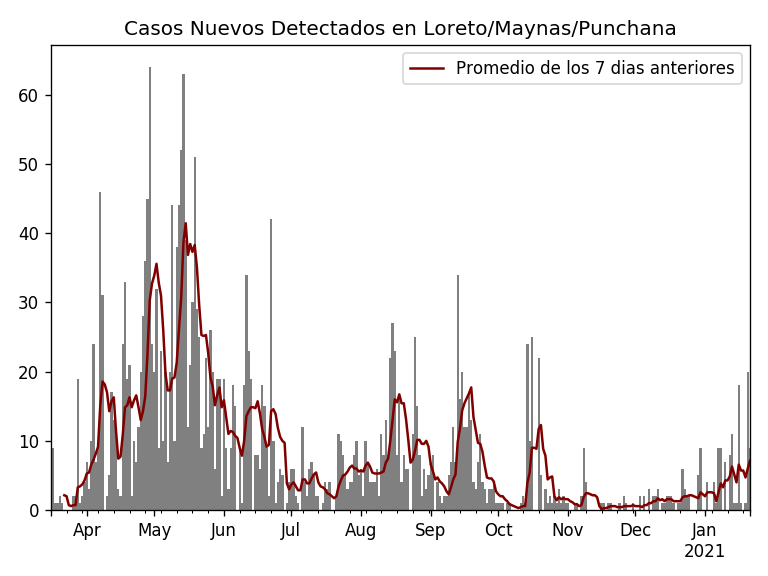 Casos Nuevos Detectados en Loreto/Maynas/Punchana
Promedio de los 7 dias anteriores
60
50
40
30
20
10
0
Apr May Jun Jul Aug Sep Oct Nov Dec Jan
2021